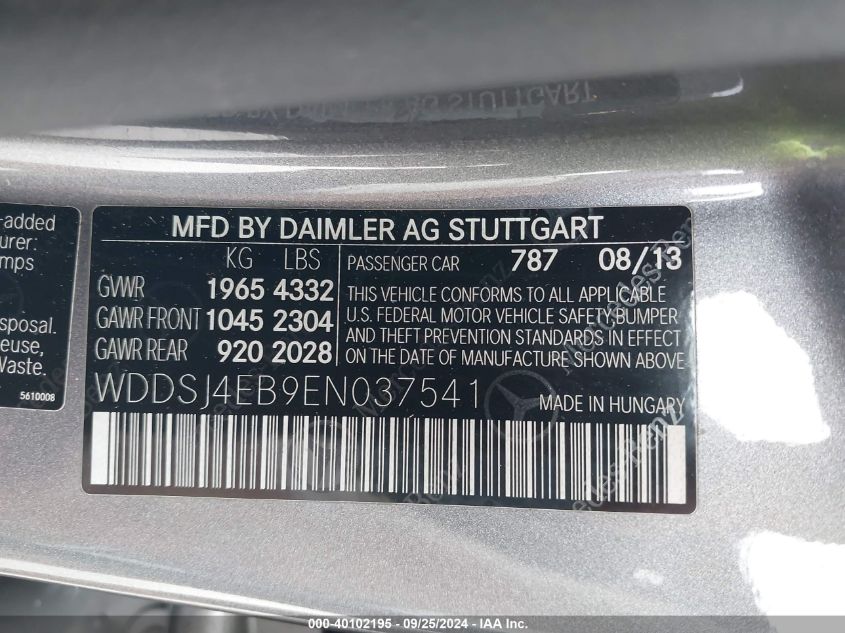 -added
urer:
mps
sposal.
euse,
Waste.
5610008
MFD BY DAIMLER AG STUTTGART
KG LBS
GWWR 1965 4332
GAWR FRONT 1045 2304
GAWR REAR 920 2028
PASSENGER CAR 787 08/13
THIS VEHICLE CONFORMS TO ALL APPLICABLE
U.S. FEDERAL MOTOR VEHICLE SAFETY,BUMPER
AND THEFT PREVENTION STANDARDS IN EFFECT
ON THE DATE OF MANUFACTURE SHOWN ABOVE
WDDSJ4EB9EN037541
MADE IN HUNGARY
Mercedes-Benz
000-40102195 - 09/25/2024 - IAA Inc.